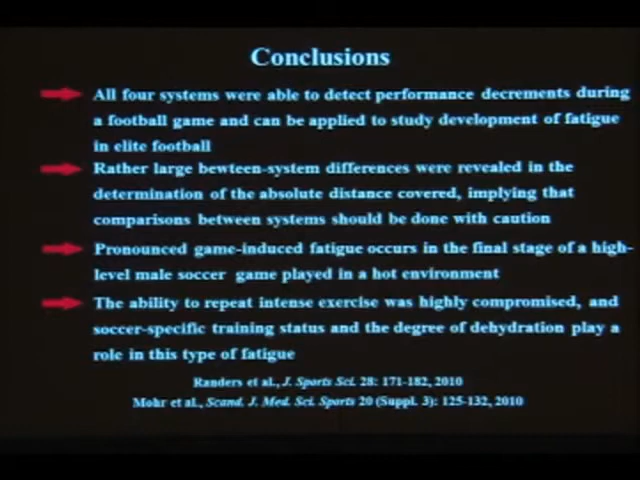 Conclusions
All four systems were able to detect performance decrements during
a football game and can be applied to study development of fatigue
in elite football
Rather large bewteen-system differences were revealed in the
determination of the absolute distance covered, implying that
comparisons between systems should be done with caution
Pronounced game-induced fatigue occurs in the final stage of a high-
level male soccer game played in a hot environment
The ability to repeat intense exercise was highly compromised, and
soccer-specific training status and the degree of dehydration play a
role in this type of fatigue
Randers et al., J. Sports Sci. 28: 171-182, 2010
Mohr et al., Scand. J. Med. Sci. Sports 20 (Suppl. 3): 125-132, 2010